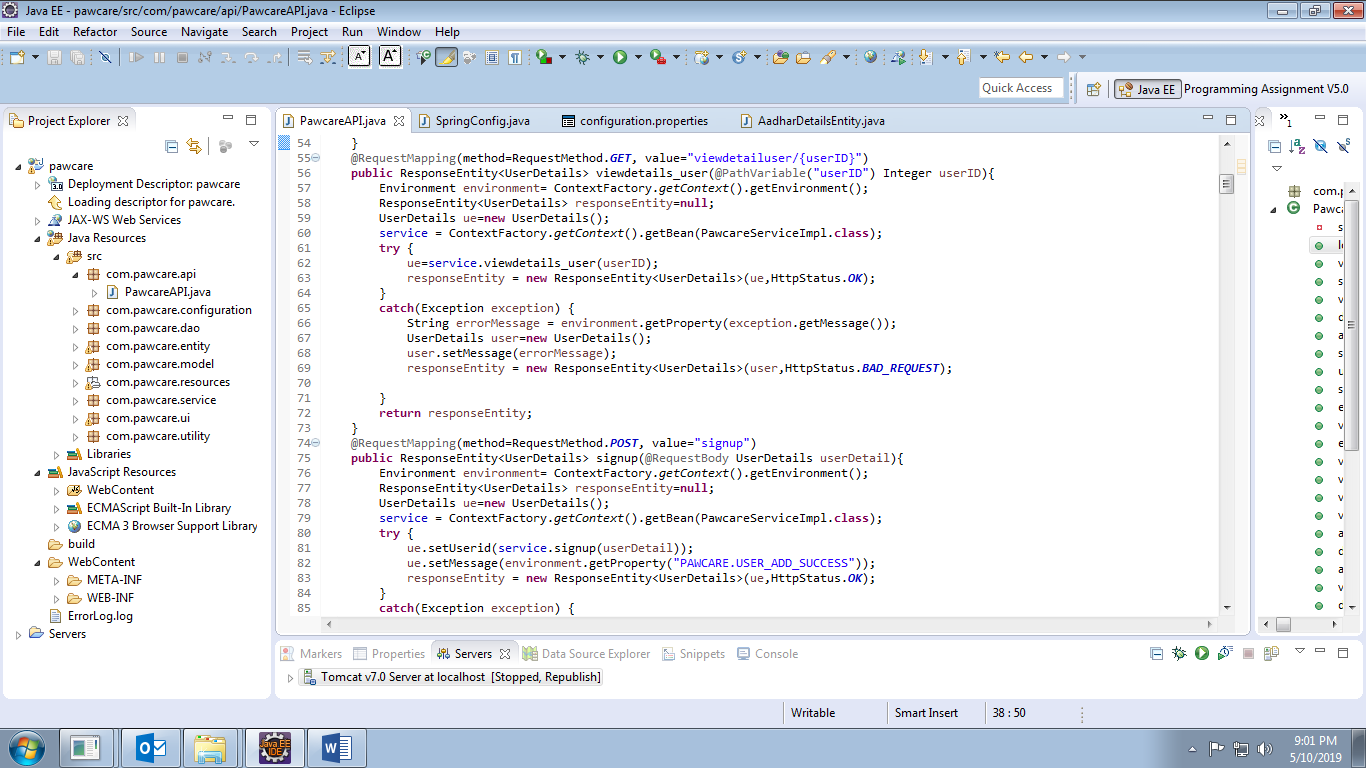 Java EE - pawcare/src/com/pawcare/api/PawcareAPI.java - Eclipse
File Edit Refactor Source Navigate Search Project Run Window Help
Quick Access
Java EE
Programming Assignment V5.0
Project Explorer
pawcare
Deployment Descriptor: pawcare
Loading descriptor for pawcare.
JAX-WS Web Services
Java Resources
src
com.pawcare.api
PawcareAPI.java
com.pawcare.configuration
com.pawcare.dao
com.pawcare.entity
com.pawcare.model
com.pawcare.resources
com.pawcare.service
com.pawcare.ui
com.pawcare.utility
Libraries
JavaScript Resources
WebContent
ECMAScript Built-In Library
ECMA 3 Browser Support Library
build
WebContent
META-INF
WEB-INF
ErrorLog.log
Servers
PawcareAPI.java SpringConfig.java configuration.properties AadharDetailsEntity.java
54 }
55 @RequestMapping(method=RequestMethod.GET, value="viewdetailuser/{userID}")
56 public ResponseEntity<UserDetails> viewdetails_user(@PathVariable("userID") Integer userID){
57 Environment environment= ContextFactory.getContext().getEnvironment();
58 ResponseEntity<UserDetails> responseEntity=null;
59 UserDetails ue=new UserDetails();
60 service = ContextFactory.getContext().getBean(PawcareServiceImpl.class);
61 try {
62 ue=service.viewdetails_user(userID);
63 responseEntity = new ResponseEntity<UserDetails>(ue,HttpStatus.OK);
64 }
65 catch(Exception exception) {
66 String errorMessage = environment.getProperty(exception.getMessage());
67 UserDetails user=new UserDetails();
68 user.setMessage(errorMessage);
69 responseEntity = new ResponseEntity<UserDetails>(user,HttpStatus.BAD_REQUEST);
70
71 }
72 return responseEntity;
73 }
74 @RequestMapping(method=RequestMethod.POST, value="signup")
75 public ResponseEntity<UserDetails> signup(@RequestBody UserDetails userDetail){
76 Environment environment= ContextFactory.getContext().getEnvironment();
77 ResponseEntity<UserDetails> responseEntity=null;
78 UserDetails ue=new UserDetails();
79 service = ContextFactory.getContext().getBean(PawcareServiceImpl.class);
80 try {
81 ue.setUserid(service.signup(userDetail));
82 ue.setMessage(environment.getProperty("PAWCARE.USER_ADD_SUCCESS"));
83 responseEntity = new ResponseEntity<UserDetails>(ue,HttpStatus.OK);
84 }
85 catch(Exception exception) {
com.p
Pawca
Markers Properties Servers Data Source Explorer Snippets Console
Tomcat v7.0 Server at localhost [Stopped, Republish]
Writable Smart Insert 38 : 50
Java EE IDE
9:01 PM
5/10/2019